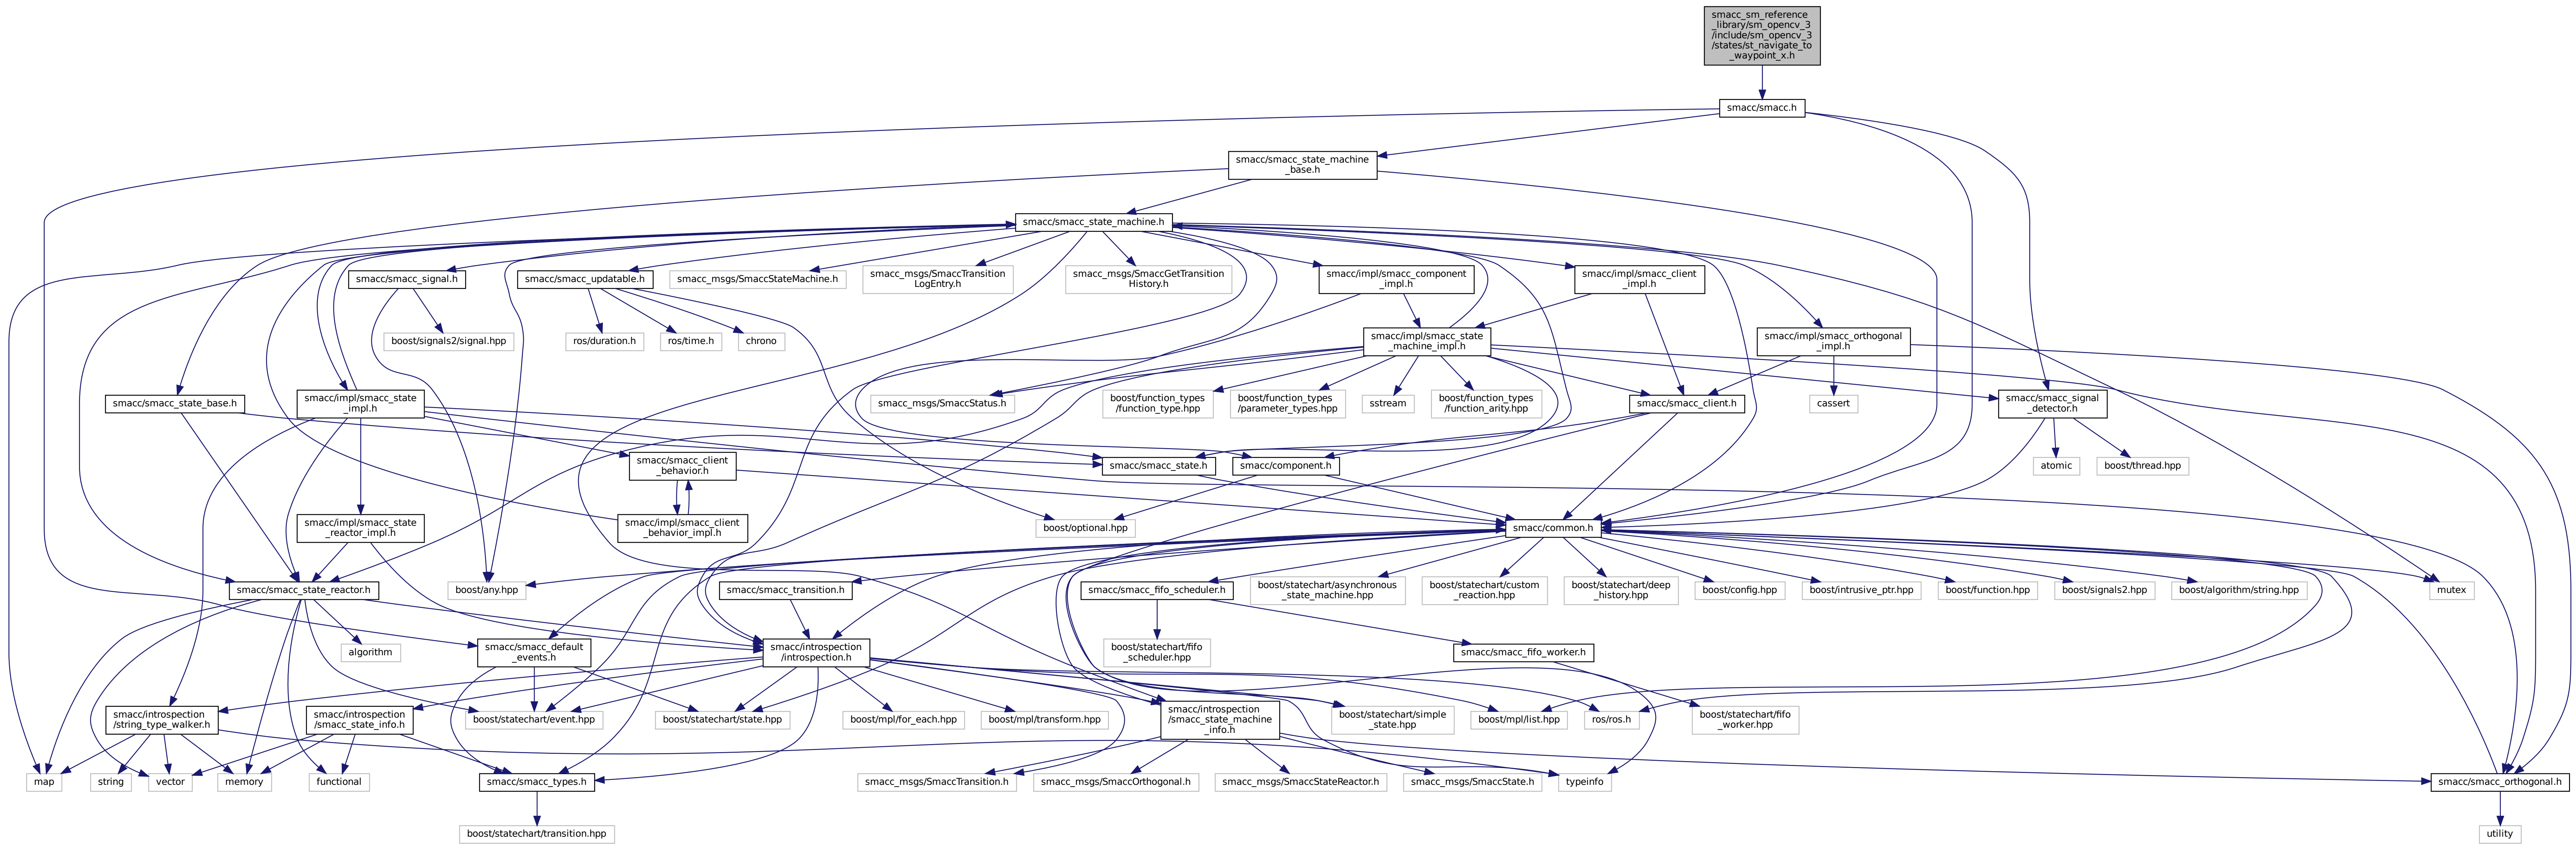 smacc_sm_reference
_library/sm_opencv_3
/include/sm_opencv_3
/states/st_navigate_to
_waypoint_x.h
smacc/smacc.h
smacc/smacc_state_machine
_base.h
smacc/smacc_state_machine.h
smacc/smacc_signal.h
smacc/smacc_updatable.h
smacc_msgs/SmaccStateMachine.h
smacc_msgs/SmaccTransition
LogEntry.h
smacc_msgs/SmaccGetTransition
History.h
smacc/impl/smacc_component
_impl.h
smacc/impl/smacc_client
_impl.h
boost/signals2/signal.hpp
ros/duration.h
ros/time.h
chrono
smacc/impl/smacc_state
_machine_impl.h
smacc/impl/smacc_orthogonal
_impl.h
smacc/smacc_state_base.h
smacc/impl/smacc_state
_impl.h
smacc_msgs/SmaccStatus.h
boost/function_types
/function_type.hpp
boost/function_types
/parameter_types.hpp
sstream
boost/function_types
/function_arity.hpp
smacc/smacc_client.h
cassert
smacc/smacc_signal
_detector.h
smacc/smacc_client
_behavior.h
smacc/smacc_state.h
smacc/component.h
atomic
boost/thread.hpp
smacc/impl/smacc_state
_reactor_impl.h
smacc/impl/smacc_client
_behavior_impl.h
boost/optional.hpp
smacc/common.h
smacc/smacc_state_reactor.h
boost/any.hpp
smacc/smacc_transition.h
smacc/smacc_fifo_scheduler.h
boost/statechart/asynchronous
_state_machine.hpp
boost/statechart/custom
_reaction.hpp
boost/statechart/deep
_history.hpp
boost/config.hpp
boost/intrusive_ptr.hpp
boost/function.hpp
boost/signals2.hpp
boost/algorithm/string.hpp
mutex
algorithm
smacc/smacc_default
_events.h
smacc/introspection
/introspection.h
boost/statechart/fifo
_scheduler.hpp
smacc/smacc_fifo_worker.h
smacc/introspection
/string_type_walker.h
smacc/introspection
/smacc_state_info.h
boost/statechart/event.hpp
boost/statechart/state.hpp
boost/mpl/for_each.hpp
boost/mpl/transform.hpp
smacc/introspection
/smacc_state_machine
_info.h
boost/statechart/simple
_state.hpp
boost/mpl/list.hpp
ros/ros.h
boost/statechart/fifo
_worker.hpp
map
string
vector
memory
functional
smacc/smacc_types.h
smacc_msgs/SmaccTransition.h
smacc_msgs/SmaccOrthogonal.h
smacc_msgs/SmaccStateReactor.h
smacc_msgs/SmaccState.h
typeinfo
smacc/smacc_orthogonal.h
boost/statechart/transition.hpp
utility